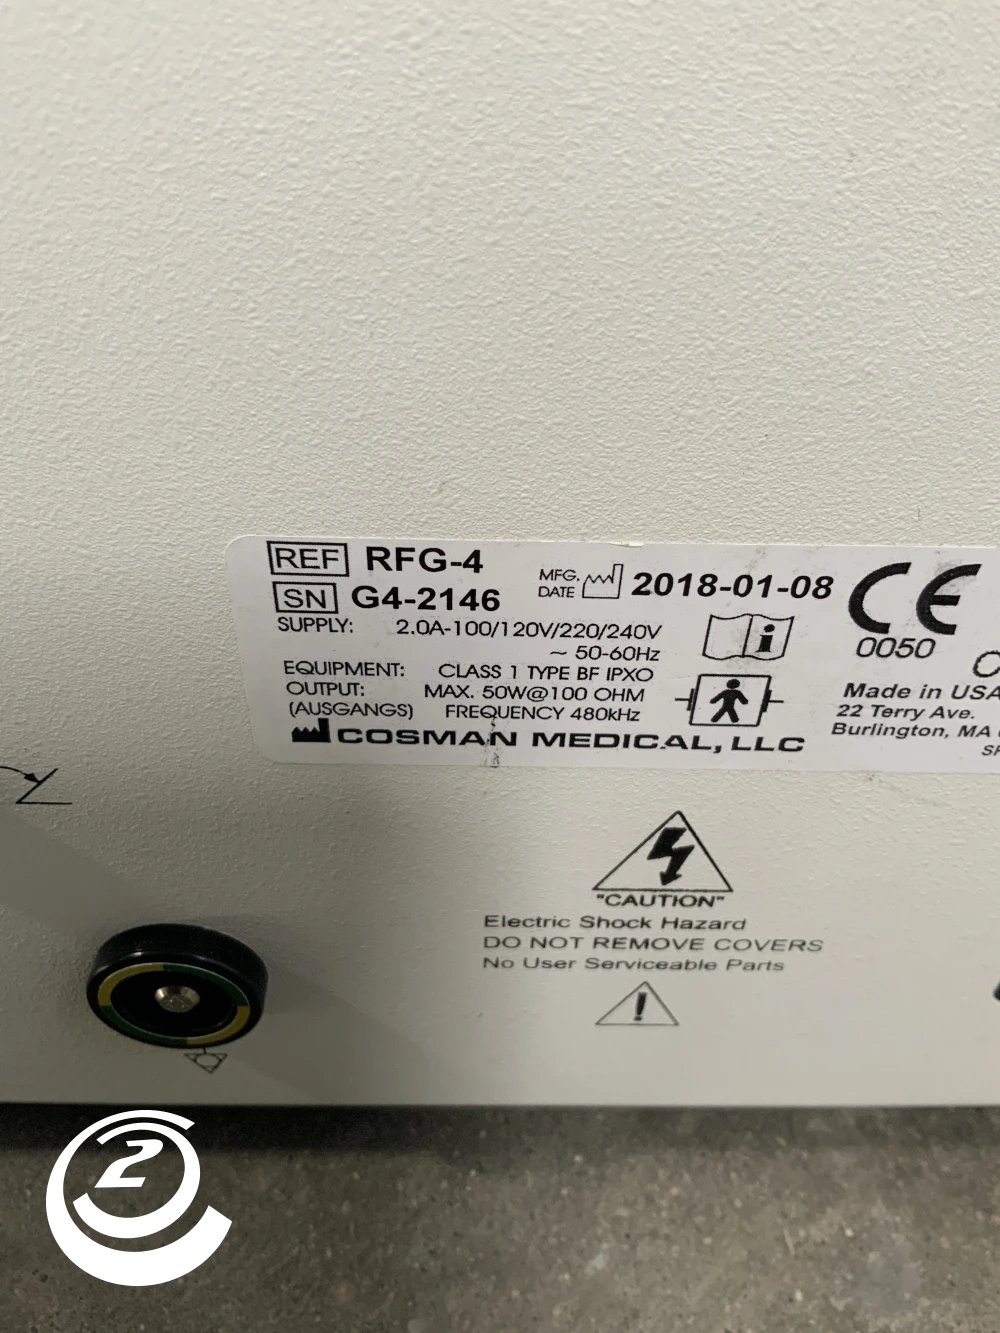 REF RFG-4
SN G4-2146
MFG. DATE 2018-01-08
SUPPLY: 2.0A-100/120V/220/240V
~ 50-60Hz
EQUIPMENT: CLASS 1 TYPE BF IPXO
OUTPUT: MAX. 50W@100 OHM
(AUSGANGS) FREQUENCY 480kHz
COSMAN MEDICAL, LLC
i
CE
0050
Made in USA
22 Terry Ave.
Burlington, MA
"CAUTION"
Electric Shock Hazard
DO NOT REMOVE COVERS
No User Serviceable Parts
!
2